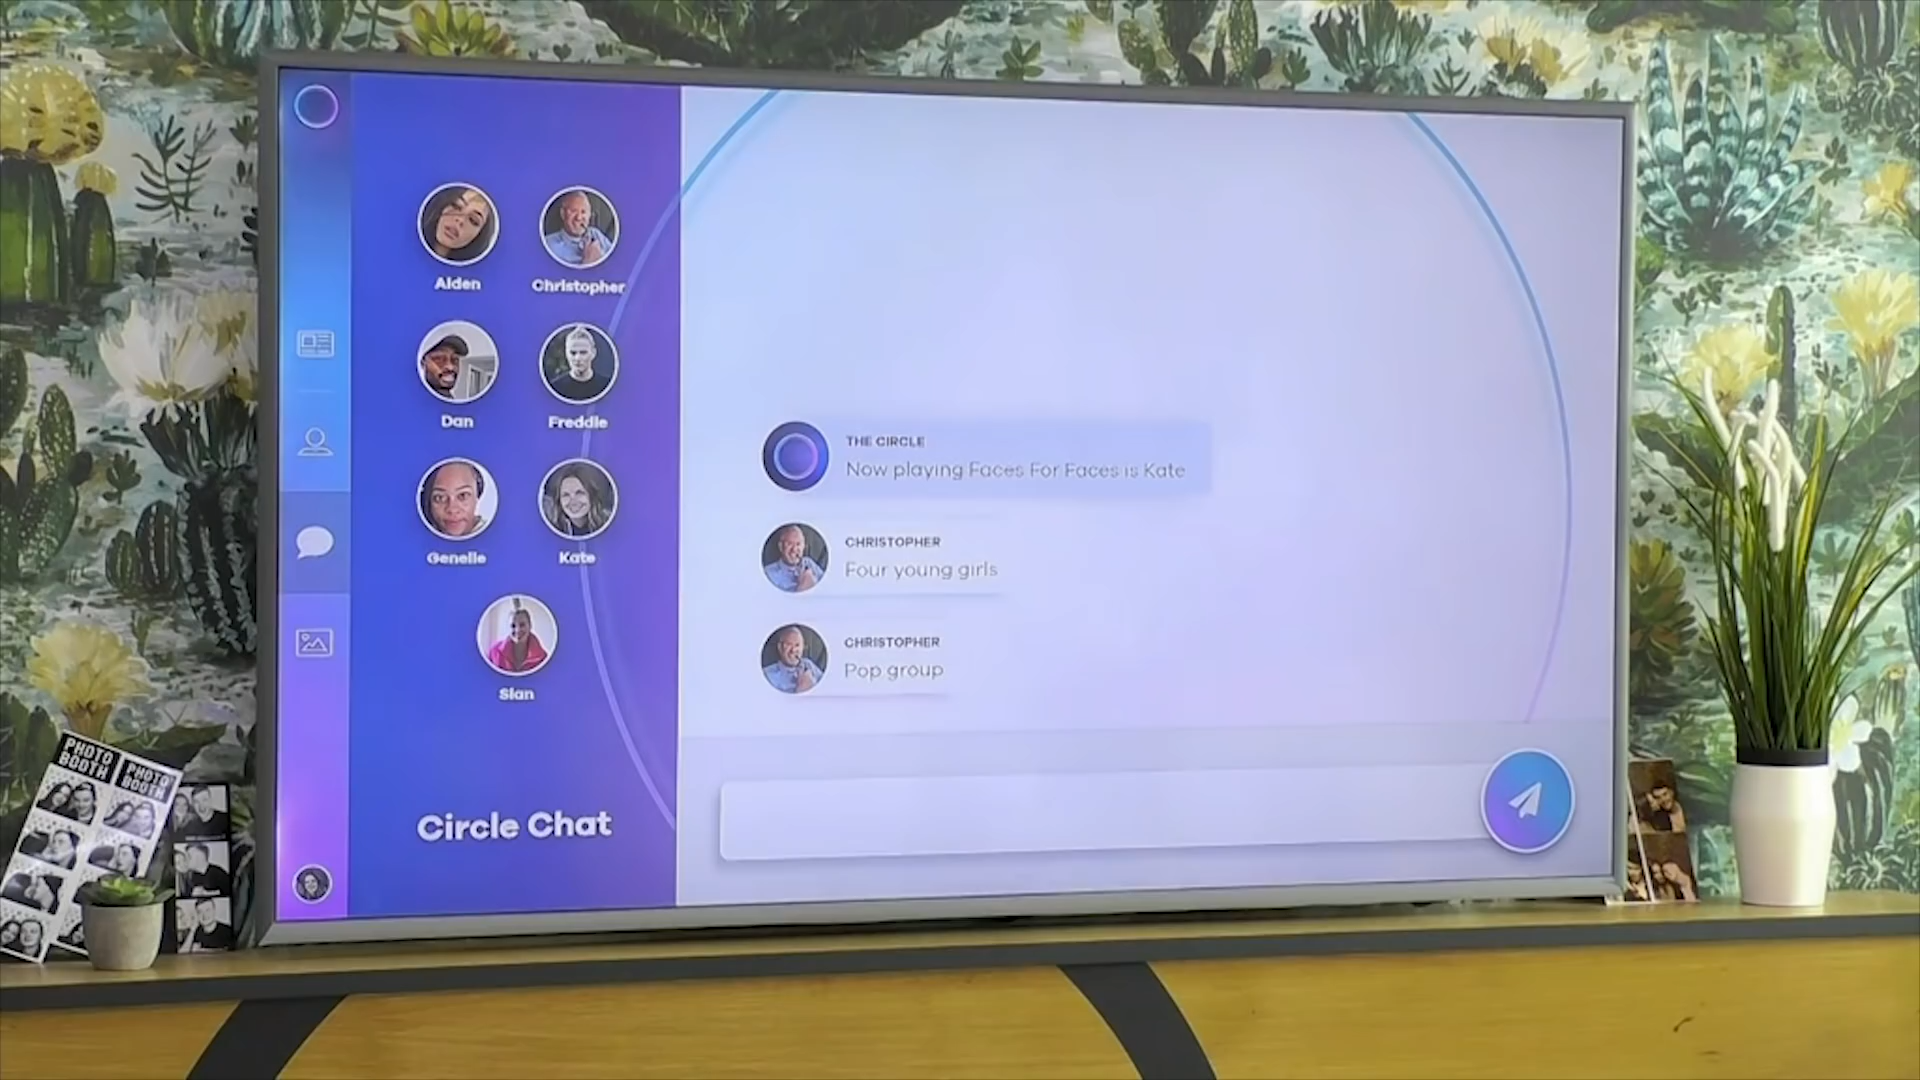 Alden
Christopher
Dan
Freddie
Genelle
Kate
Sian
Circle Chat
THE CIRCLE
Now playing Faces For Faces is Kate
CHRISTOPHER
Four young girls
CHRISTOPHER
Pop group
PHOTO BOOTH
PHOTO BOOTH